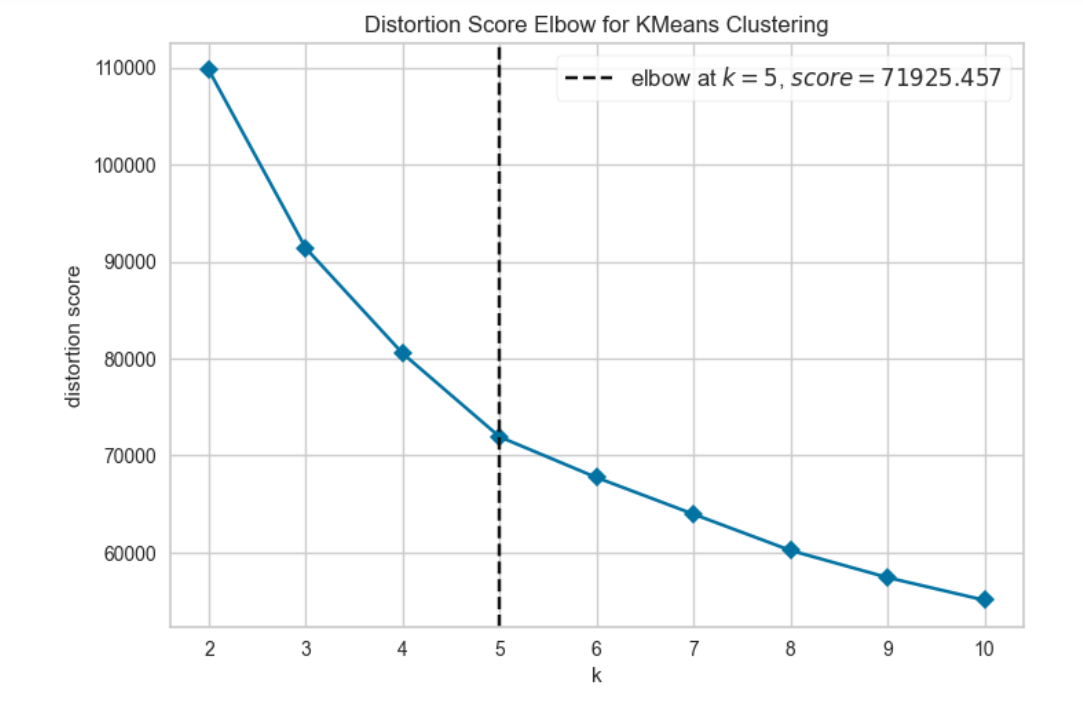 Distortion Score Elbow for KMeans Clustering
elbow at k = 5, score = 71925.457
110000
100000
90000
80000
70000
60000
distortion score
2 3 4 5 6 7 8 9 10
k